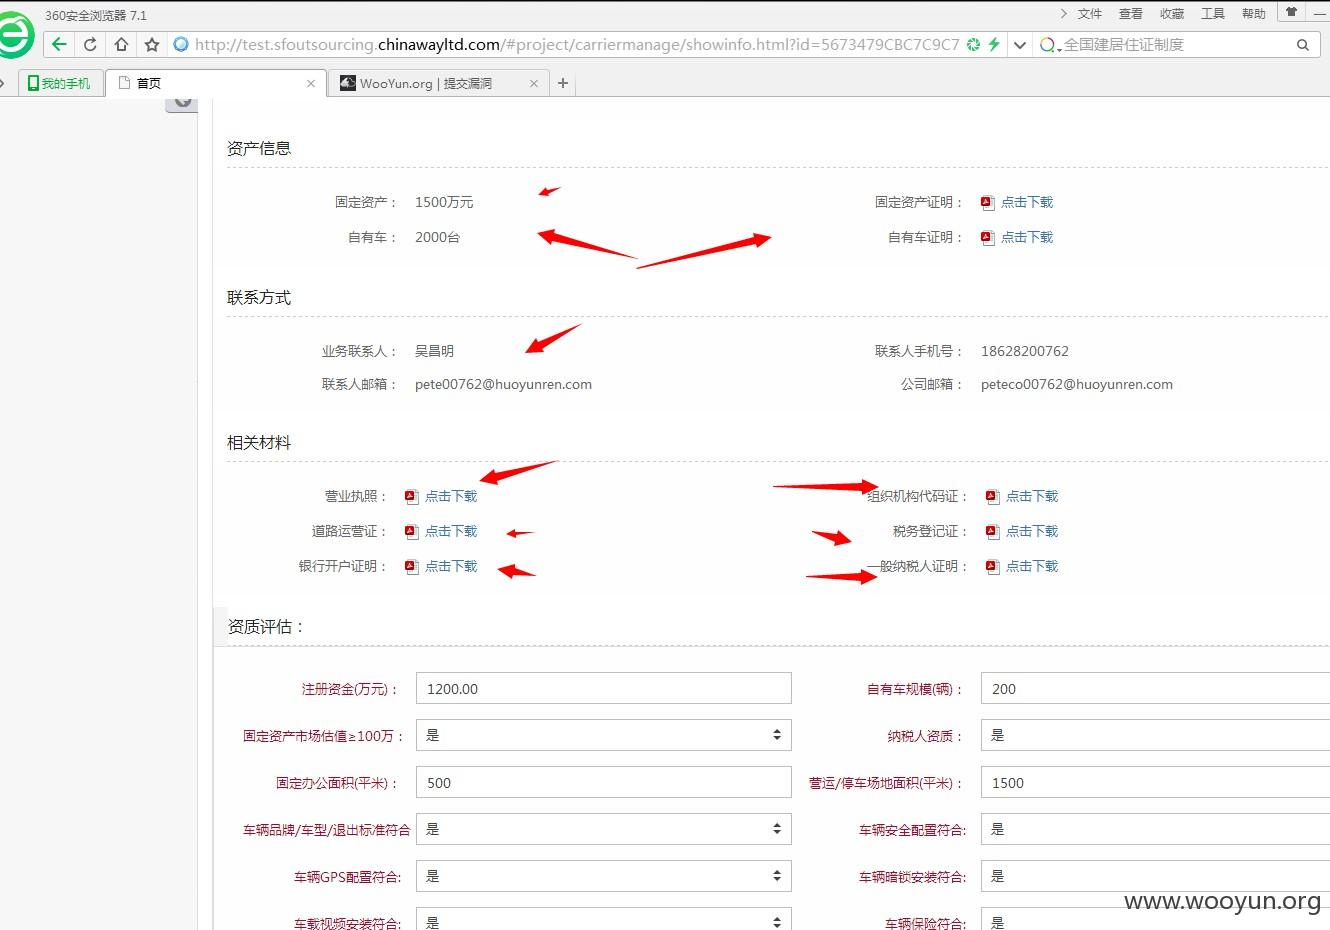 360安全浏览器 7.1
文件 查看 收藏 工具 帮助
http://test.sfoutsourcing.chinawayltd.com/#project/carriermanage/showinfo.html?id=5673479CBC7C9C7
全国建居住证制度
我的手机 首页 WooYun.org | 提交漏洞
资产信息
固定资产： 1500万元 固定资产证明： 点击下载
自有车： 2000台 自有车证明： 点击下载
联系方式
业务联系人： 吴昌明 联系人手机号： 18628200762
联系人邮箱： pete00762@huoyunren.com 公司邮箱： peteco00762@huoyunren.com
相关材料
营业执照： 点击下载 组织机构代码证： 点击下载
道路运营证： 点击下载 税务登记证： 点击下载
银行开户证明： 点击下载 一般纳税人证明： 点击下载
资质评估：
注册资金(万元)： 1200.00 自有车规模(辆)： 200
固定资产市场估值≥100万： 是 纳税人资质： 是
固定办公面积(平米)： 500 营运/停车场地面积(平米)： 1500
车辆品牌/车型/退出标准符合 是 车辆安全配置符合: 是
车辆GPS配置符合: 是 车辆暗锁安装符合: 是
车载视频安装符合: 是 车辆保险符合: 是
www.wooyun.org